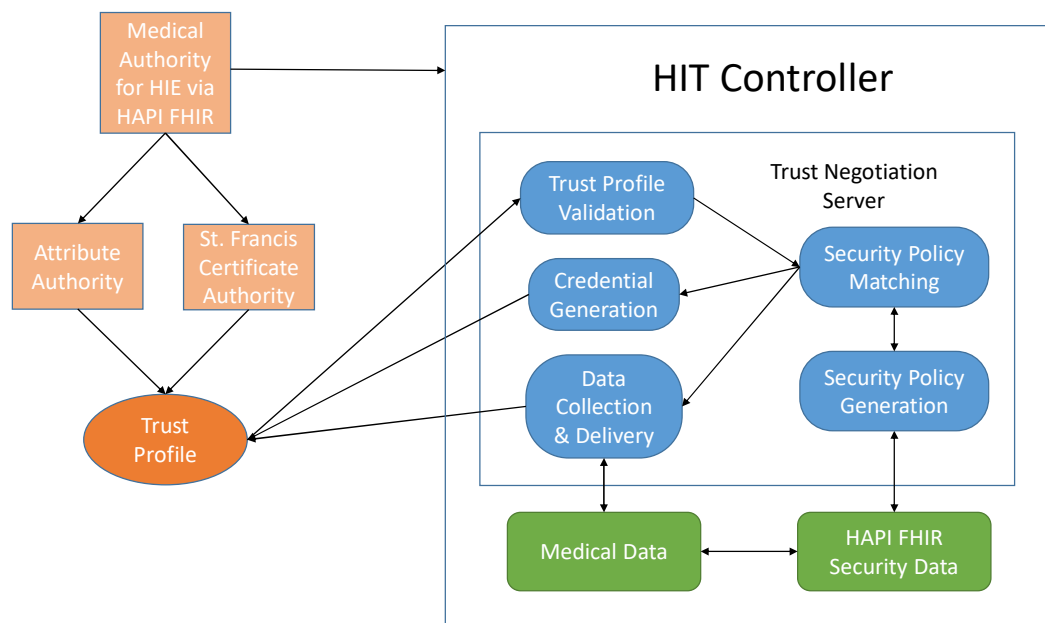 Medical
Authority
for HIE via
HAPI FHIR
HIT Controller
Trust Negotiation
Server
Trust Profile
Validation
Attribute
Authority
St. Francis
Certificate
Authority
Credential
Generation
Security Policy
Matching
Data
Collection
& Delivery
Security Policy
Generation
Trust
Profile
Medical Data
HAPI FHIR
Security Data